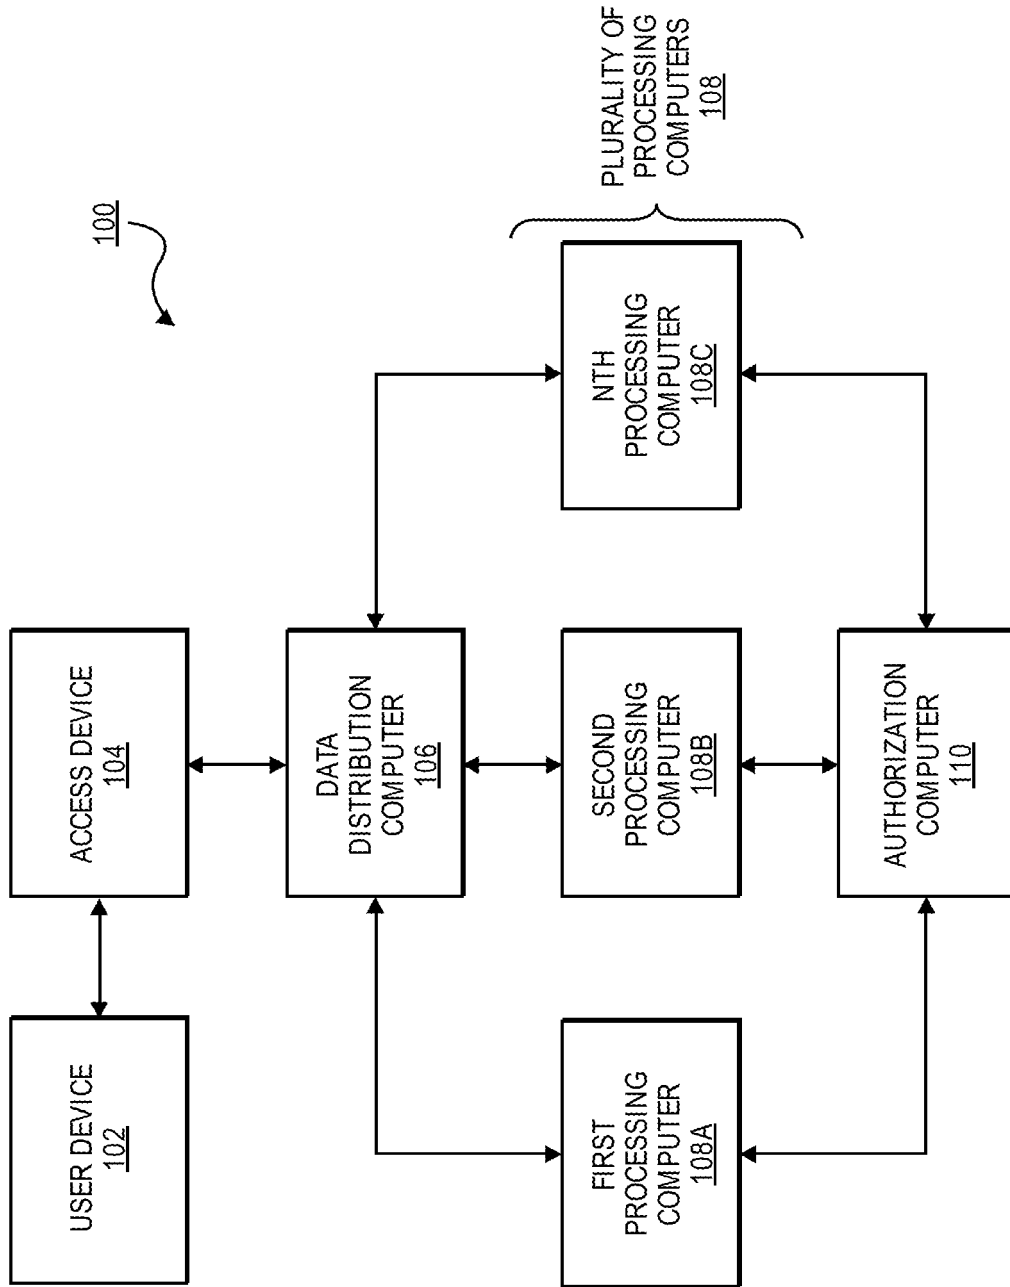 100
USER DEVICE
102
ACCESS DEVICE
104
DATA
DISTRIBUTION
COMPUTER
106
FIRST
PROCESSING
COMPUTER
108A
SECOND
PROCESSING
COMPUTER
108B
NTH
PROCESSING
COMPUTER
108C
PLURALITY OF
PROCESSING
COMPUTERS
108
AUTHORIZATION
COMPUTER
110